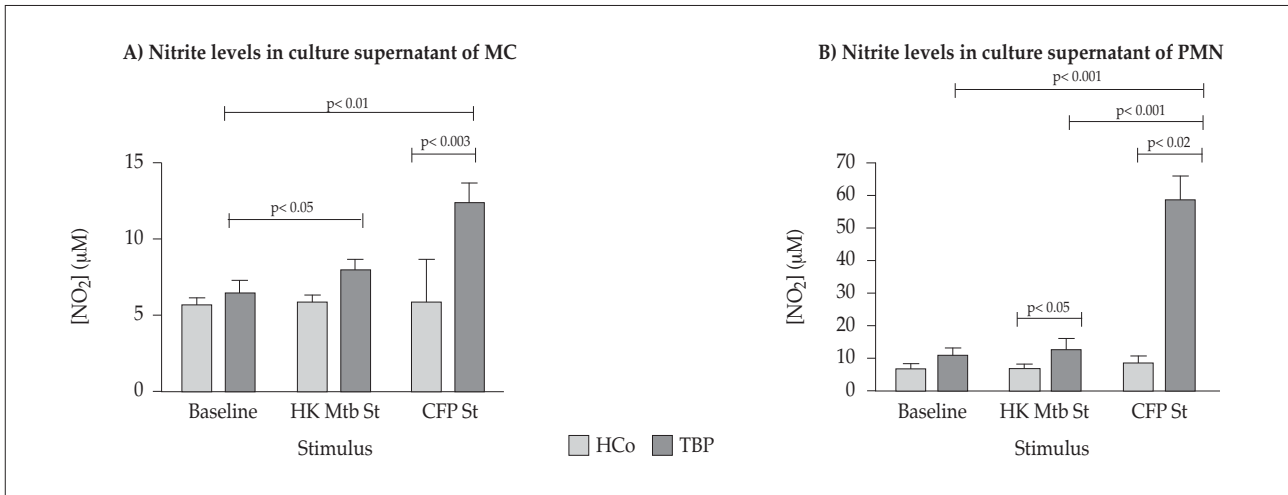 A) Nitrite levels in culture supernatant of MC
p< 0.01
p< 0.003
p< 0.05
15
10
5
0
[NO2] (μM)
Baseline
HK Mtb St
CFP St
Stimulus
B) Nitrite levels in culture supernatant of PMN
p< 0.001
p< 0.001
p< 0.02
p< 0.05
70
60
50
40
30
20
10
0
[NO2] (μM)
Baseline
HK Mtb St
CFP St
Stimulus
HCo
TBP